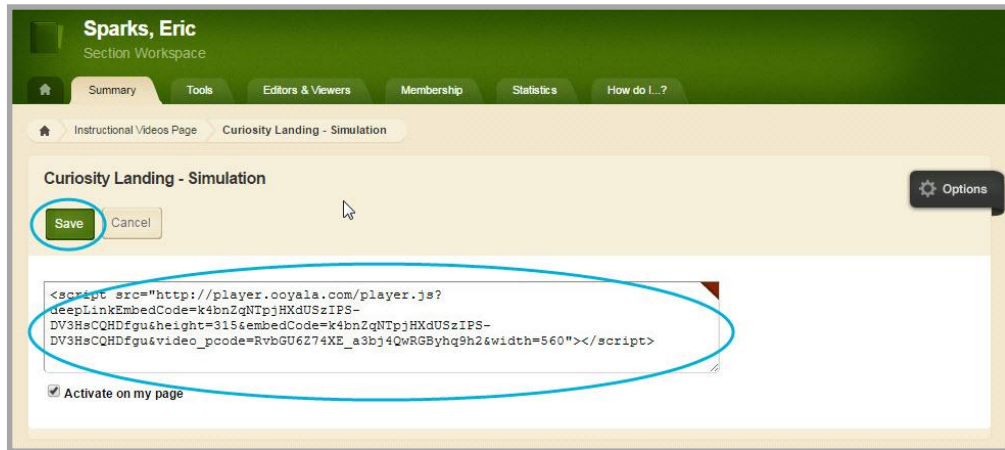 Sparks, Eric
Section Workspace
Summary Tools Editors & Viewers Membership Statistics How do I...?
Instructional Videos Page Curiosity Landing - Simulation
Curiosity Landing - Simulation
Options
Save Cancel
<script src="http://player.ooyala.com/player.js?
deepLinkEmbedCode=k4bnZqNTpjHXdUSzIPS-
DV3HsCQHDfgu&height=315&embedCode=k4bnZqNTpjHXdUSzIPS-
DV3HsCQHDfgu&video_pcode=RvbGU6Z74XE_a3bj4QwRGByhq9h2&width=560"></script>
Activate on my page